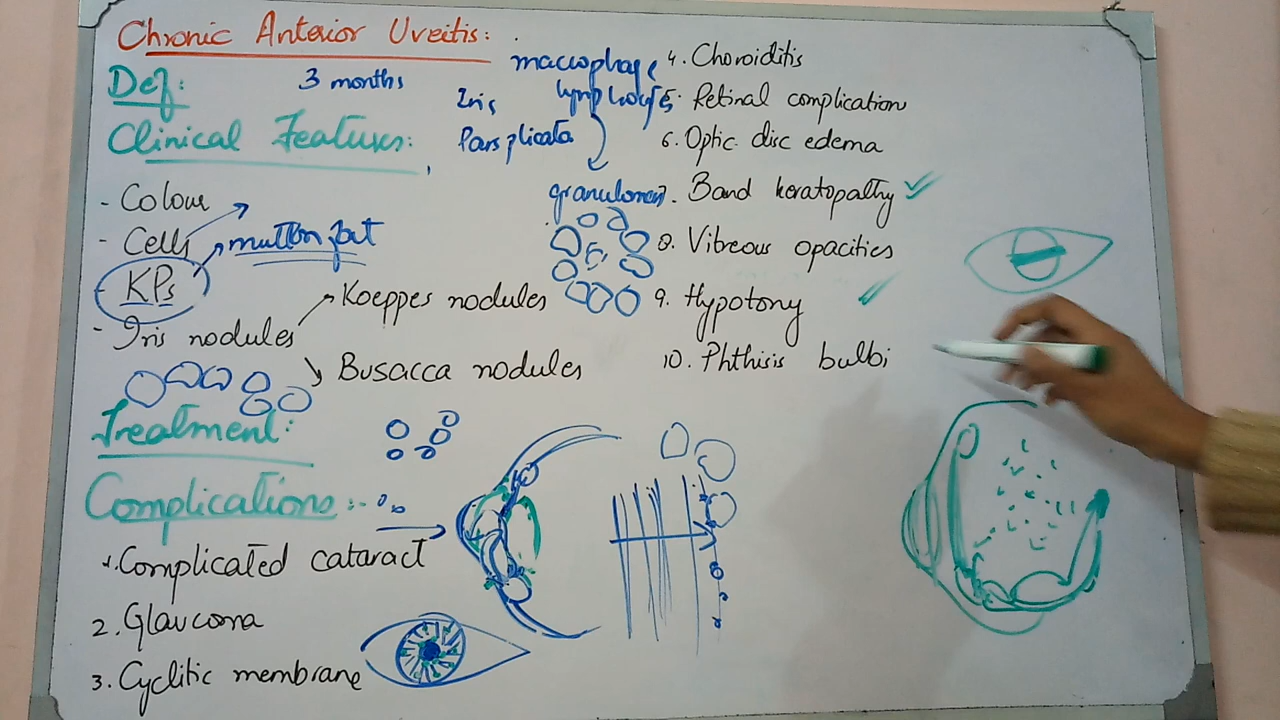 Chronic Anterior Uveitis:
Def: 3 months
Clinical Features:
Iris
Pars plicata
macrophage
lymphocytes
granulomas
- Colour
- Cells
mutton fat
KPs
- Iris nodules
Koeppes nodules
Busacca nodules
Treatment:
Complications:-
1. Complicated cataract
2. Glaucoma
3. Cyclitic membrane
4. Choroiditis
5. Retinal complication
6. Optic disc edema
7. Band keratopathy
8. Vitreous opacities
9. Hypotony
10. Phthisis bulbi